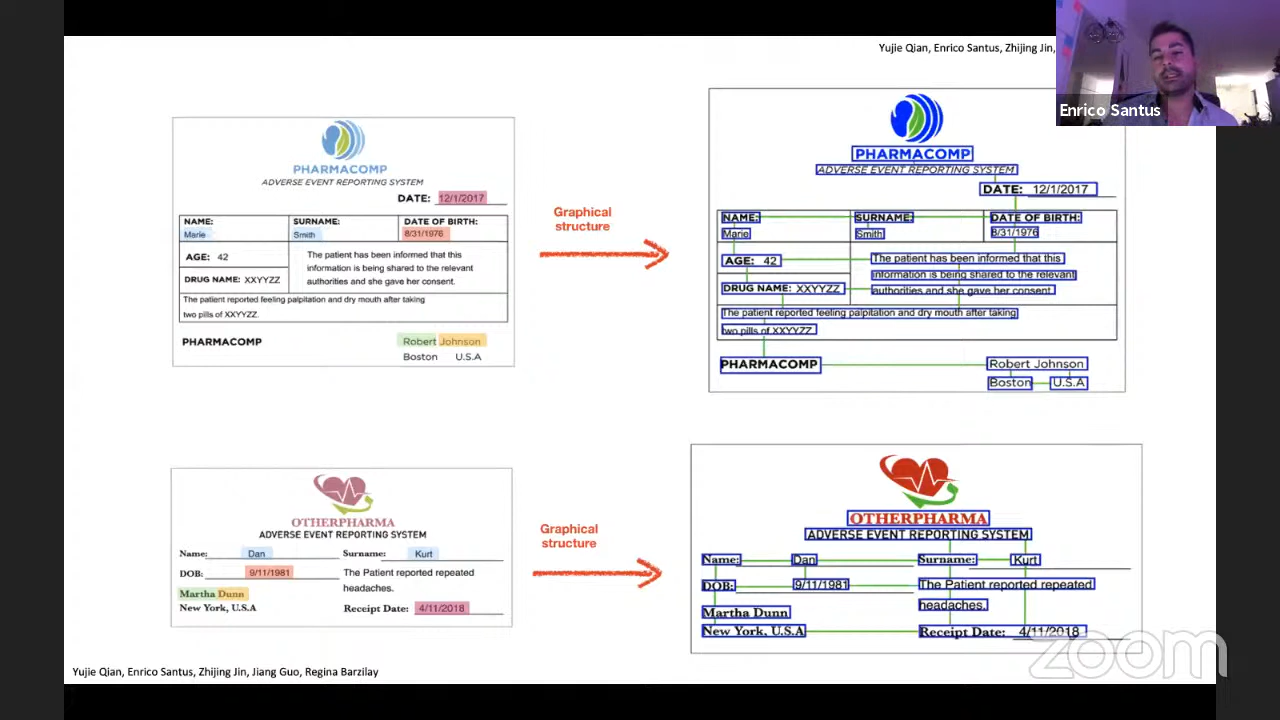 Yujie Qian, Enrico Santus, Zhijing Jin,
Enrico Santus
PHARMACOMP
ADVERSE EVENT REPORTING SYSTEM
DATE: 12/1/2017
NAME: SURNAME: DATE OF BIRTH:
Marie Smith 8/31/1976
AGE: 42
The patient has been informed that this
information is being shared to the relevant
authorities and she gave her consent.
DRUG NAME: XXYYZZ
The patient reported feeling palpitation and dry mouth after taking
two pills of XXYYZZ.
PHARMACOMP
Robert Johnson
Boston U.S.A
Graphical
structure
PHARMACOMP
ADVERSE EVENT REPORTING SYSTEM
DATE: 12/1/2017
NAME: SURNAME: DATE OF BIRTH:
Marie Smith 8/31/1976
AGE: 42
The patient has been informed that this
information is being shared to the relevant
authorities and she gave her consent.
DRUG NAME: XXYYZZ
The patient reported feeling palpitation and dry mouth after taking
two pills of XXYYZZ.
PHARMACOMP
Robert Johnson
Boston U.S.A
OTHERPHARMA
ADVERSE EVENT REPORTING SYSTEM
Name: Dan Surname: Kurt
DOB: 9/11/1981
The Patient reported repeated
headaches.
Martha Dunn
New York, U.S.A
Receipt Date: 4/11/2018
Graphical
structure
OTHERPHARMA
ADVERSE EVENT REPORTING SYSTEM
Name: Dan Surname: Kurt
DOB: 9/11/1981
The Patient reported repeated
headaches.
Martha Dunn
New York, U.S.A
Receipt Date: 4/11/2018
zoom
Yujie Qian, Enrico Santus, Zhijing Jin, Jiang Guo, Regina Barzilay